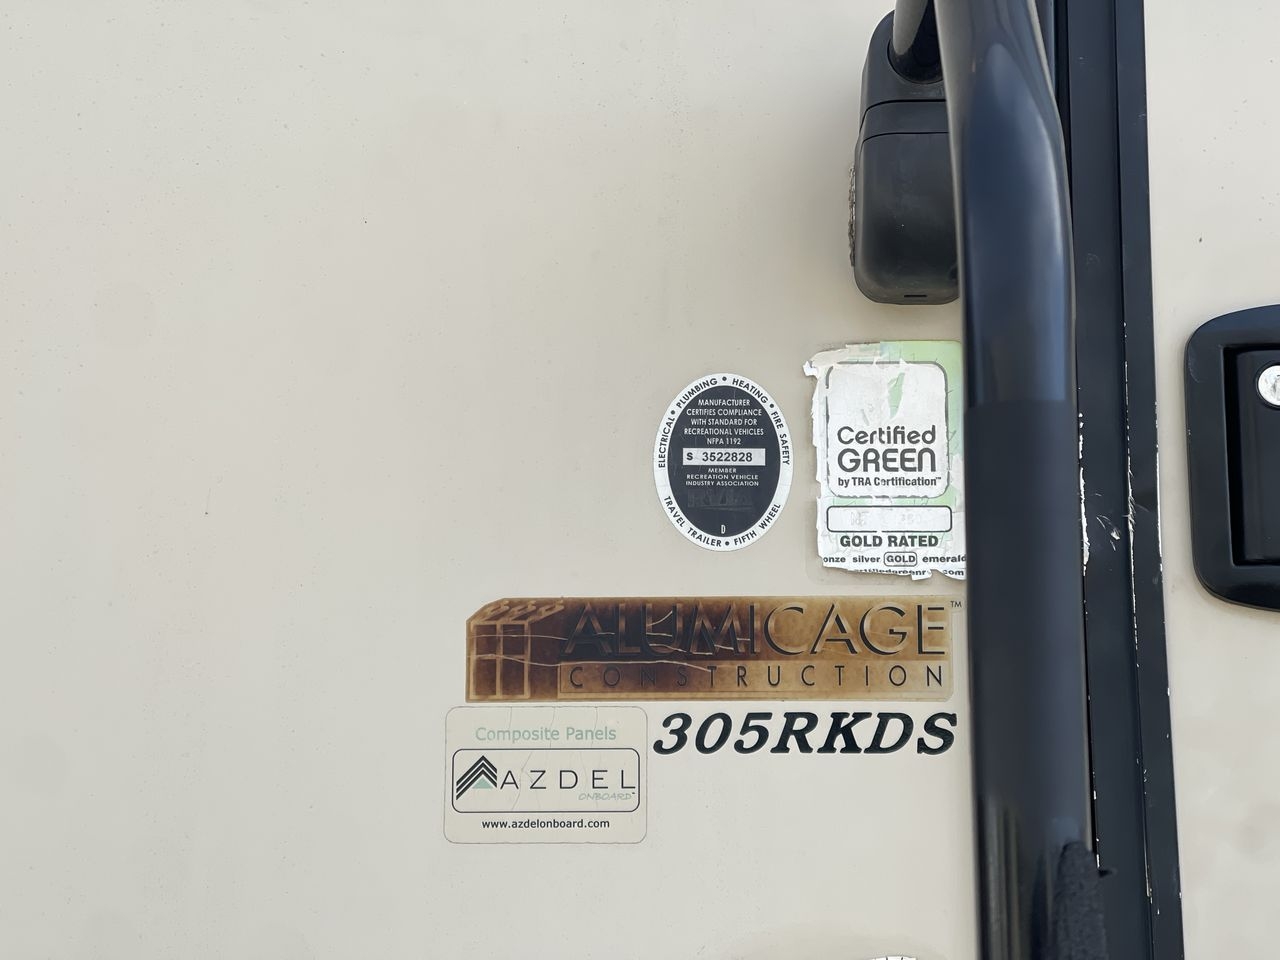 ELECTRICAL • PLUMBING • HEATING • FIRE SAFETY
MANUFACTURER
CERTIFIES COMPLIANCE
WITH STANDARD FOR
RECREATIONAL VEHICLES
NFPA 1192
S 3522828
MEMBER
RECREATION VEHICLE
INDUSTRY ASSOCIATION
D
TRAVEL TRAILER • FIFTH WHEEL
Certified
GREEN
by TRA Certification™
GOLD RATED
onze silver GOLD emerald
ALUMICAGE™
CONSTRUCTION
305RKDS
Composite Panels
AZDEL
ONBOARD™
www.azdelonboard.com